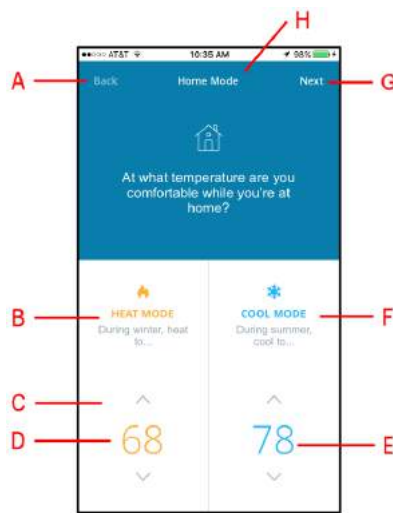 H
AT&T 10:35 AM 98%
A Back Home Mode Next G
At what temperature are you
comfortable while you're at
home?
B HEAT MODE COOL MODE F
During winter, heat During summer,
to... cool to...
C
D 68 78 E